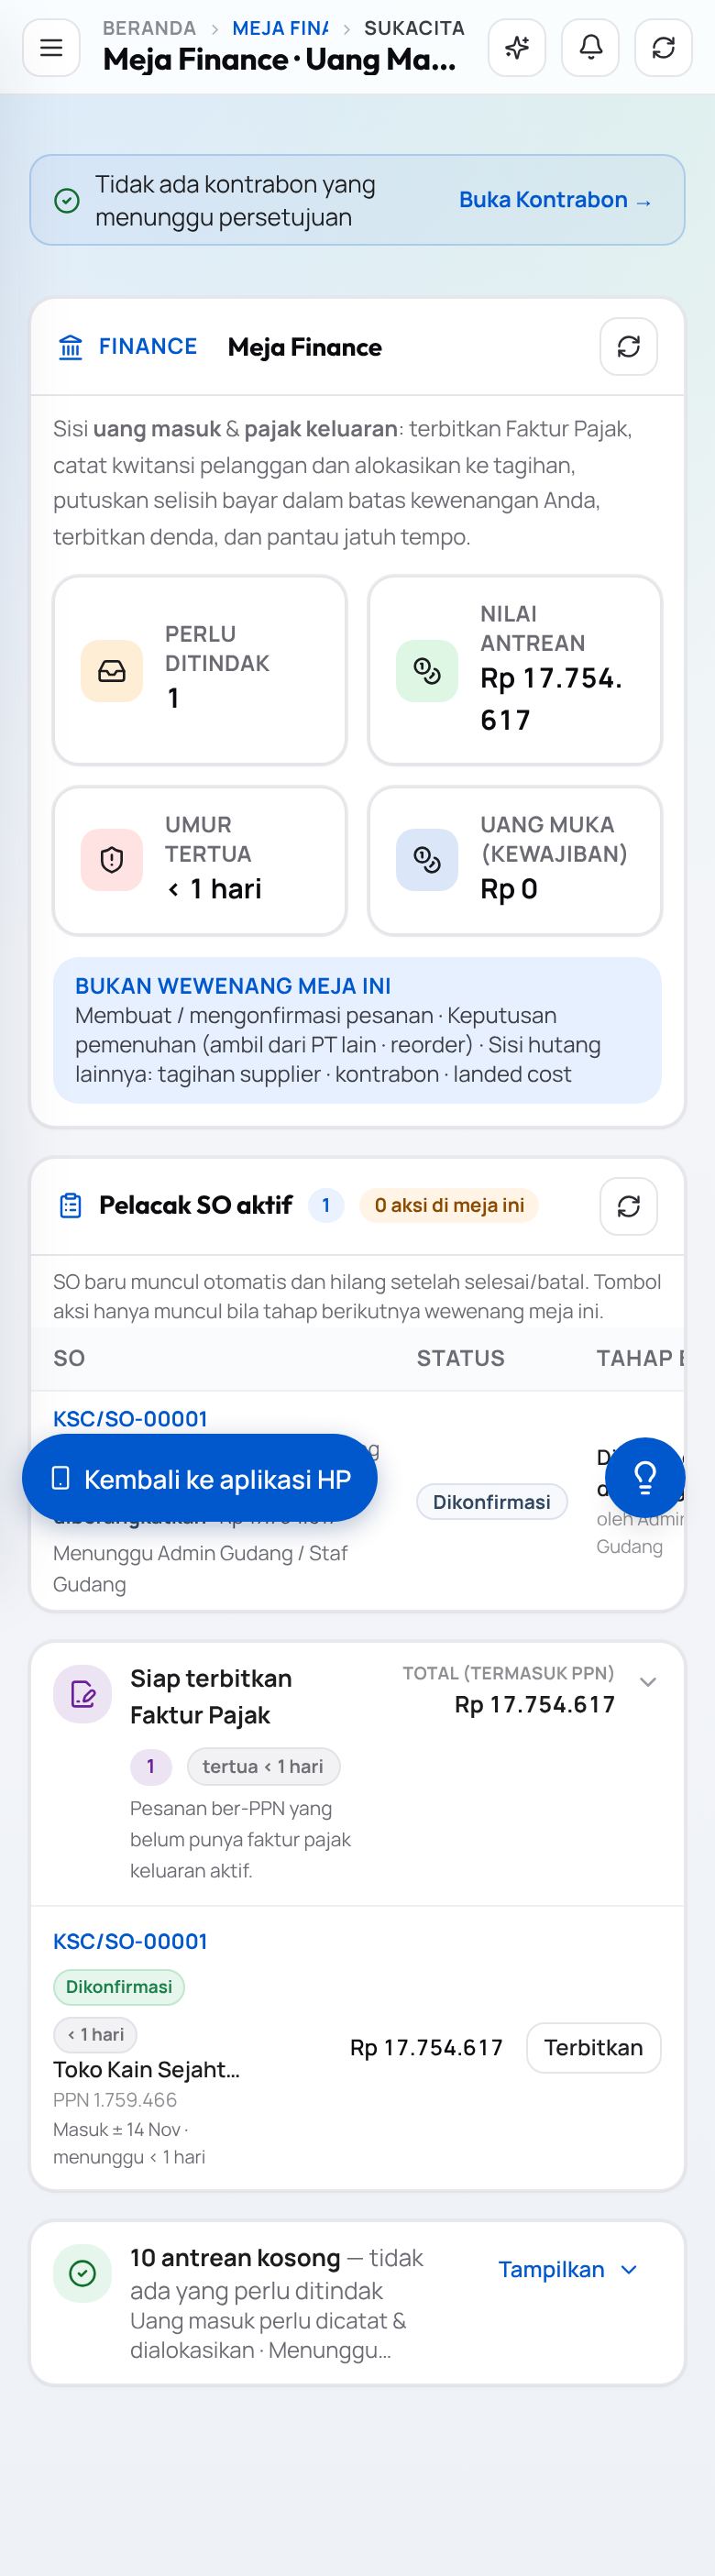 BERANDA > MEJA FINA > SUKACITA
Meja Finance · Uang Ma...
Tidak ada kontrabon yang
menunggu persetujuan
Buka Kontrabon →
FINANCE Meja Finance
Sisi uang masuk & pajak keluaran: terbitkan Faktur Pajak,
catat kwitansi pelanggan dan alokasikan ke tagihan,
putuskan selisih bayar dalam batas kewenangan Anda,
terbitkan denda, dan pantau jatuh tempo.
PERLU
DITINDAK
1
NILAI
ANTREAN
Rp 17.754.
617
UMUR
TERTUA
< 1 hari
UANG MUKA
(KEWAJIBAN)
Rp 0
BUKAN WEWENANG MEJA INI
Membuat / mengonfirmasi pesanan · Keputusan
pemenuhan (ambil dari PT lain · reorder) · Sisi hutang
lainnya: tagihan supplier · kontrabon · landed cost
Pelacak SO aktif 1 0 aksi di meja ini
SO baru muncul otomatis dan hilang setelah selesai/batal. Tombol
aksi hanya muncul bila tahap berikutnya wewenang meja ini.
SO STATUS TAHAP
KSC/SO-00001
Kembali ke aplikasi HP
Menunggu Admin Gudang / Staf
Gudang
Dikonfirmasi
oleh Admin
Gudang
Siap terbitkan
Faktur Pajak
TOTAL (TERMASUK PPN)
Rp 17.754.617
1 tertua < 1 hari
Pesanan ber-PPN yang
belum punya faktur pajak
keluaran aktif.
KSC/SO-00001
Dikonfirmasi
< 1 hari
Toko Kain Sejaht...
PPN 1.759.466
Masuk ± 14 Nov ·
menunggu < 1 hari
Rp 17.754.617
Terbitkan
10 antrean kosong — tidak
ada yang perlu ditindak
Uang masuk perlu dicatat &
dialokasikan · Menunggu...
Tampilkan